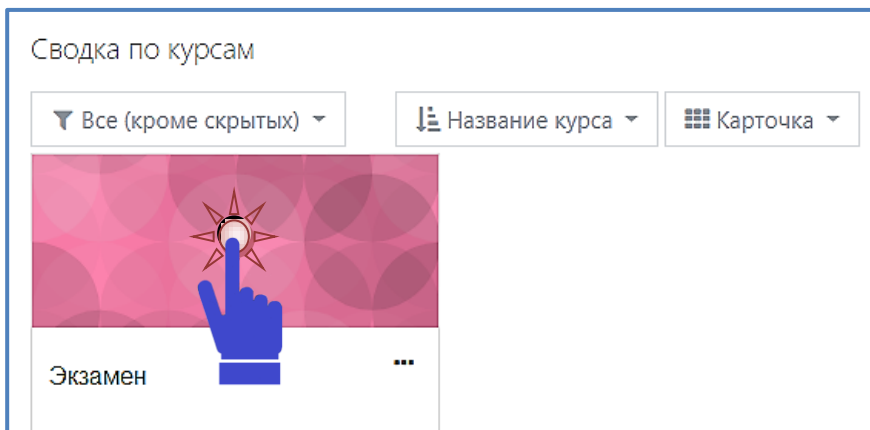 Сводка по курсам
Все (кроме скрытых)
Название курса
Карточка
Экзамен